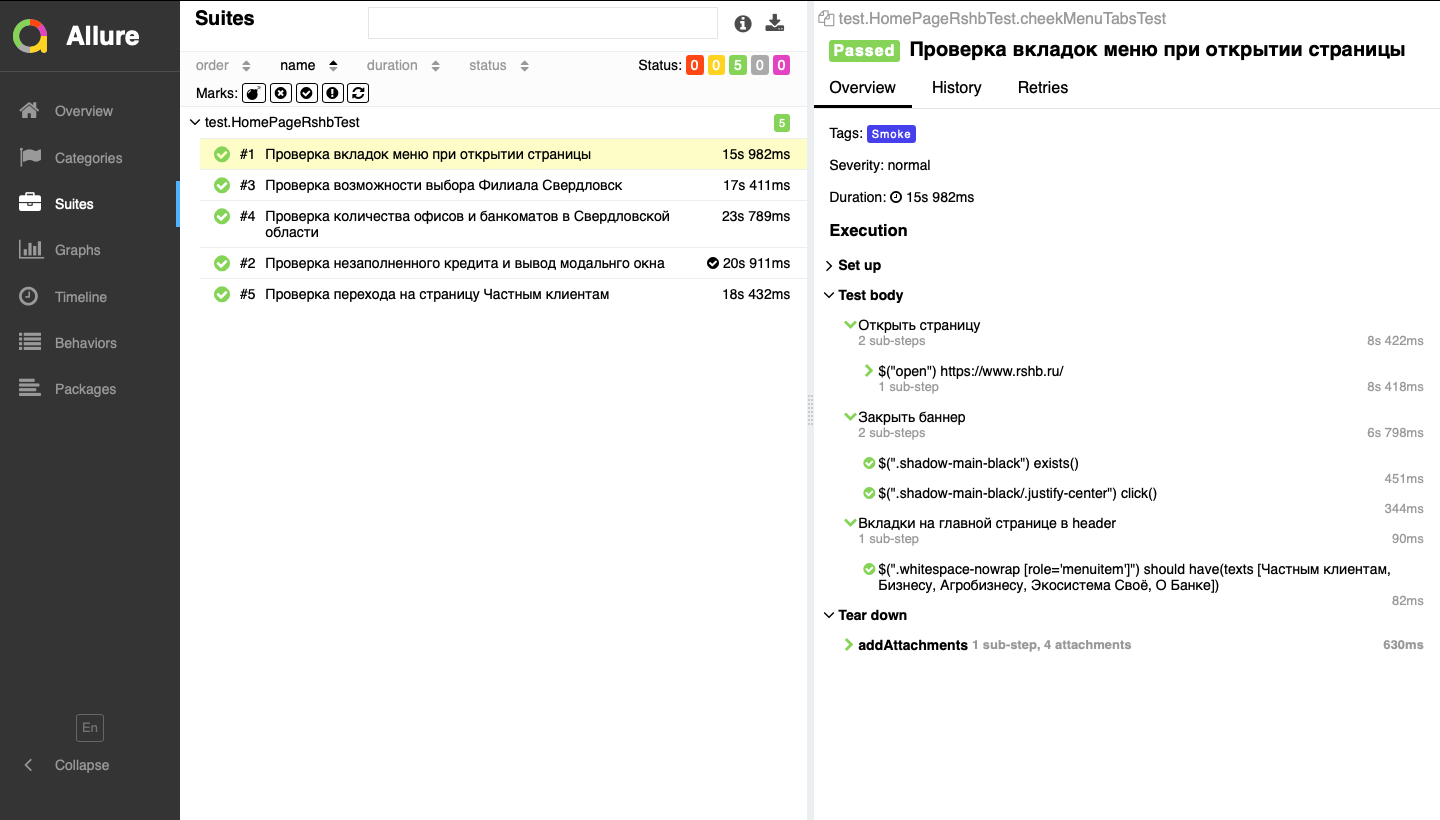 Allure
Overview
Categories
Suites
Graphs
Timeline
Behaviors
Packages
En
Collapse
Suites
order name duration status Status: 0 0 5 0 0
Marks:
test.HomePageRshbTest 5
#1 Проверка вкладок меню при открытии страницы 15s 982ms
#3 Проверка возможности выбора Филиала Свердловск 17s 411ms
#4 Проверка количества офисов и банкоматов в Свердловской 23s 789ms
области
#2 Проверка незаполненного кредита и вывод модальнго окна 20s 911ms
#5 Проверка перехода на страницу Частным клиентам 18s 432ms
test.HomePageRshbTest.cheekMenuTabsTest
Passed Проверка вкладок меню при открытии страницы
Overview History Retries
Tags: Smoke
Severity: normal
Duration: 15s 982ms
Execution
Set up
Test body
Открыть страницу
2 sub-steps 8s 422ms
$("open") https://www.rshb.ru/
1 sub-step 8s 418ms
Закрыть баннер
2 sub-steps 6s 798ms
$(".shadow-main-black") exists()
451ms
$(".shadow-main-black/.justify-center") click()
344ms
Вкладки на главной странице в header
1 sub-step 90ms
$(".whitespace-nowrap [role='menuitem']") should have(texts [Частным клиентам,
Бизнесу, Агробизнесу, Экосистема Своё, О Банке])
82ms
Tear down
addAttachments 1 sub-step, 4 attachments 630ms